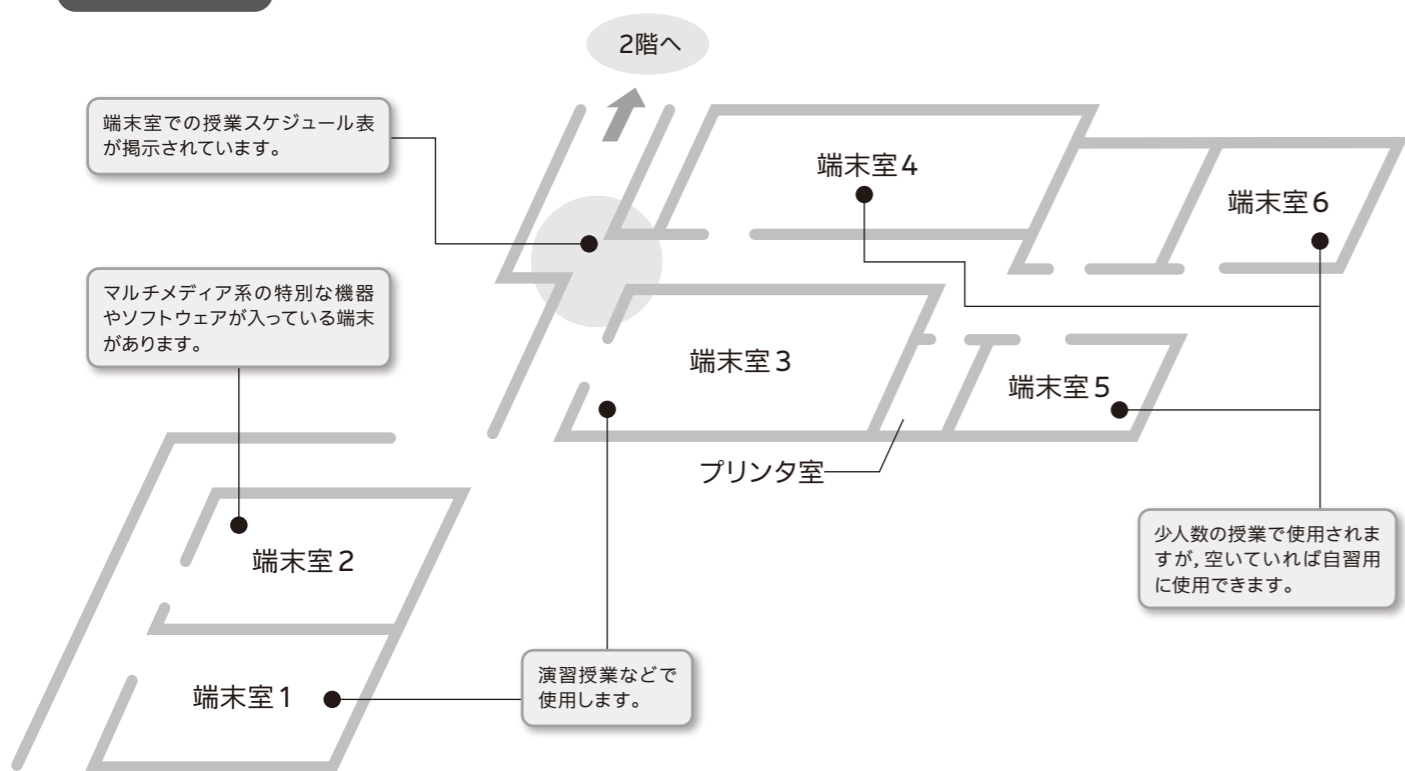 2階へ
端末室での授業スケジュール表
が掲示されています。
端末室4
端末室6
マルチメディア系の特別な機器
やソフトウェアが入っている端末
があります。
端末室3
端末室5
プリンタ室
少人数の授業で使用されま
すが,空いていれば自習用
に使用できます。
端末室2
演習授業などで
使用します。
端末室1